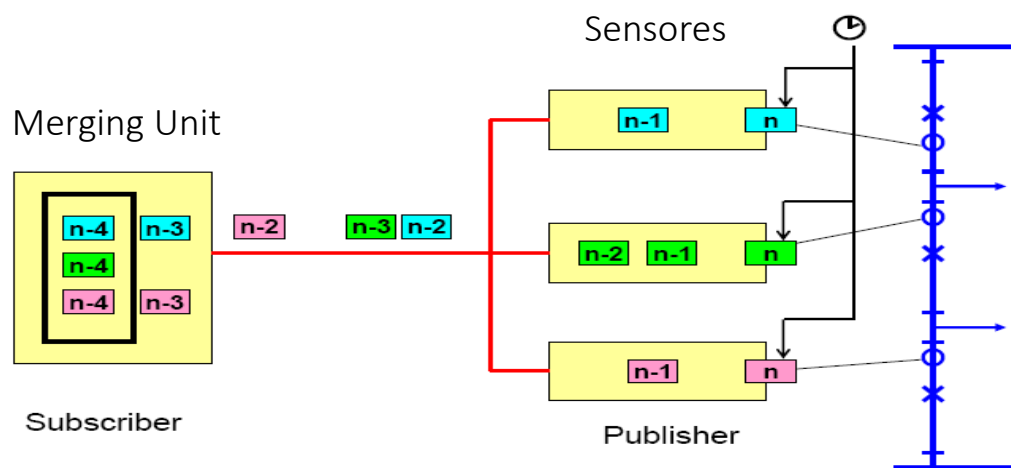 Sensores
Merging Unit
n-1 n
n-4 n-3 n-2 n-3 n-2
n-4 n-2 n-1 n
n-4 n-3
n-1 n
Subscriber
Publisher